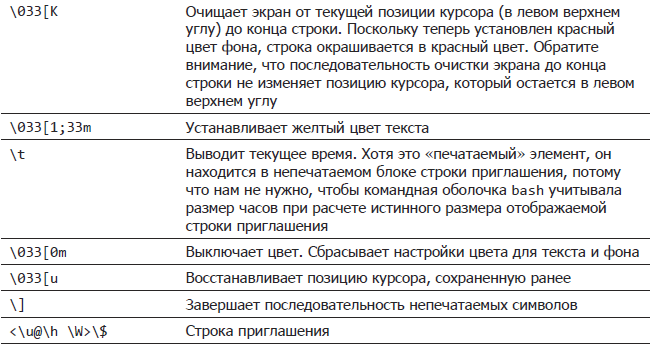 \033[K Очищает экран от текущей позиции курсора (в левом верхнем
углу) до конца строки. Поскольку теперь установлен красный
цвет фона, строка окрашивается в красный цвет. Обратите
внимание, что последовательность очистки экрана до конца
строки не изменяет позицию курсора, который остается в левом
верхнем углу
\033[1;33m Устанавливает желтый цвет текста
\t Выводит текущее время. Хотя это «печатаемый» элемент, он
находится в непечатаемом блоке строки приглашения, потому
что нам не нужно, чтобы командная оболочка bash учитывала
размер часов при расчете истинного размера отображаемой
строки приглашения
\033[0m Выключает цвет. Сбрасывает настройки цвета для текста и фона
\033[u Восстанавливает позицию курсора, сохраненную ранее
\] Завершает последовательность непечатаемых символов
<\u@\h \W>\$ Строка приглашения